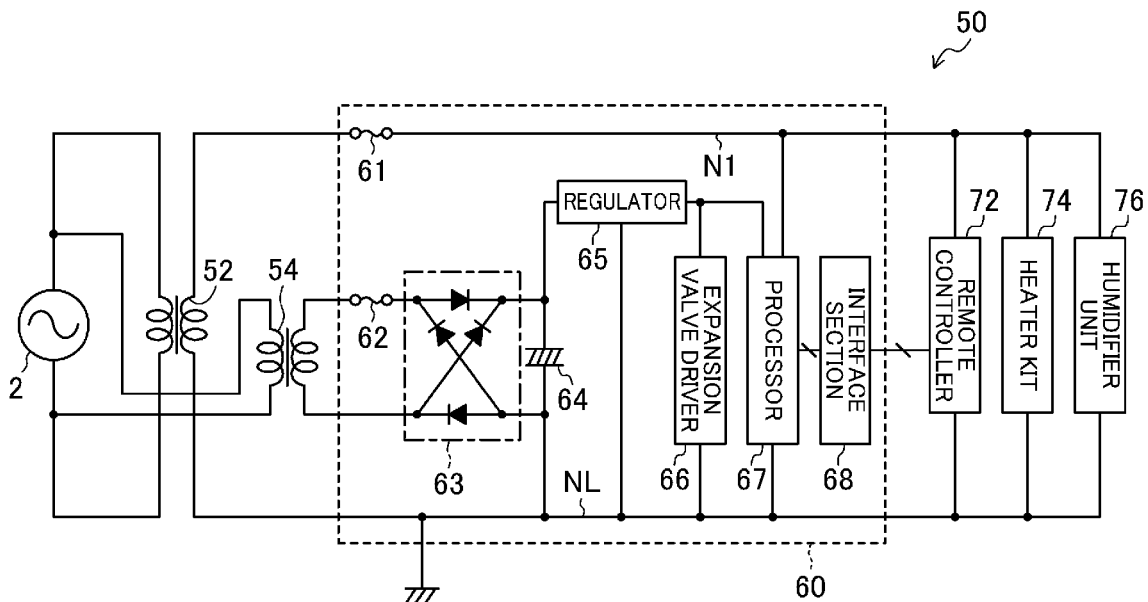 50
61
N1
REGULATOR
65
72
74
76
52
54
62
2
64
63
EXPANSION
VALVE DRIVER
PROCESSOR
INTERFACE
SECTION
REMOTE
CONTROLLER
HEATER KIT
HUMIDIFIER
UNIT
66
67
68
NL
60